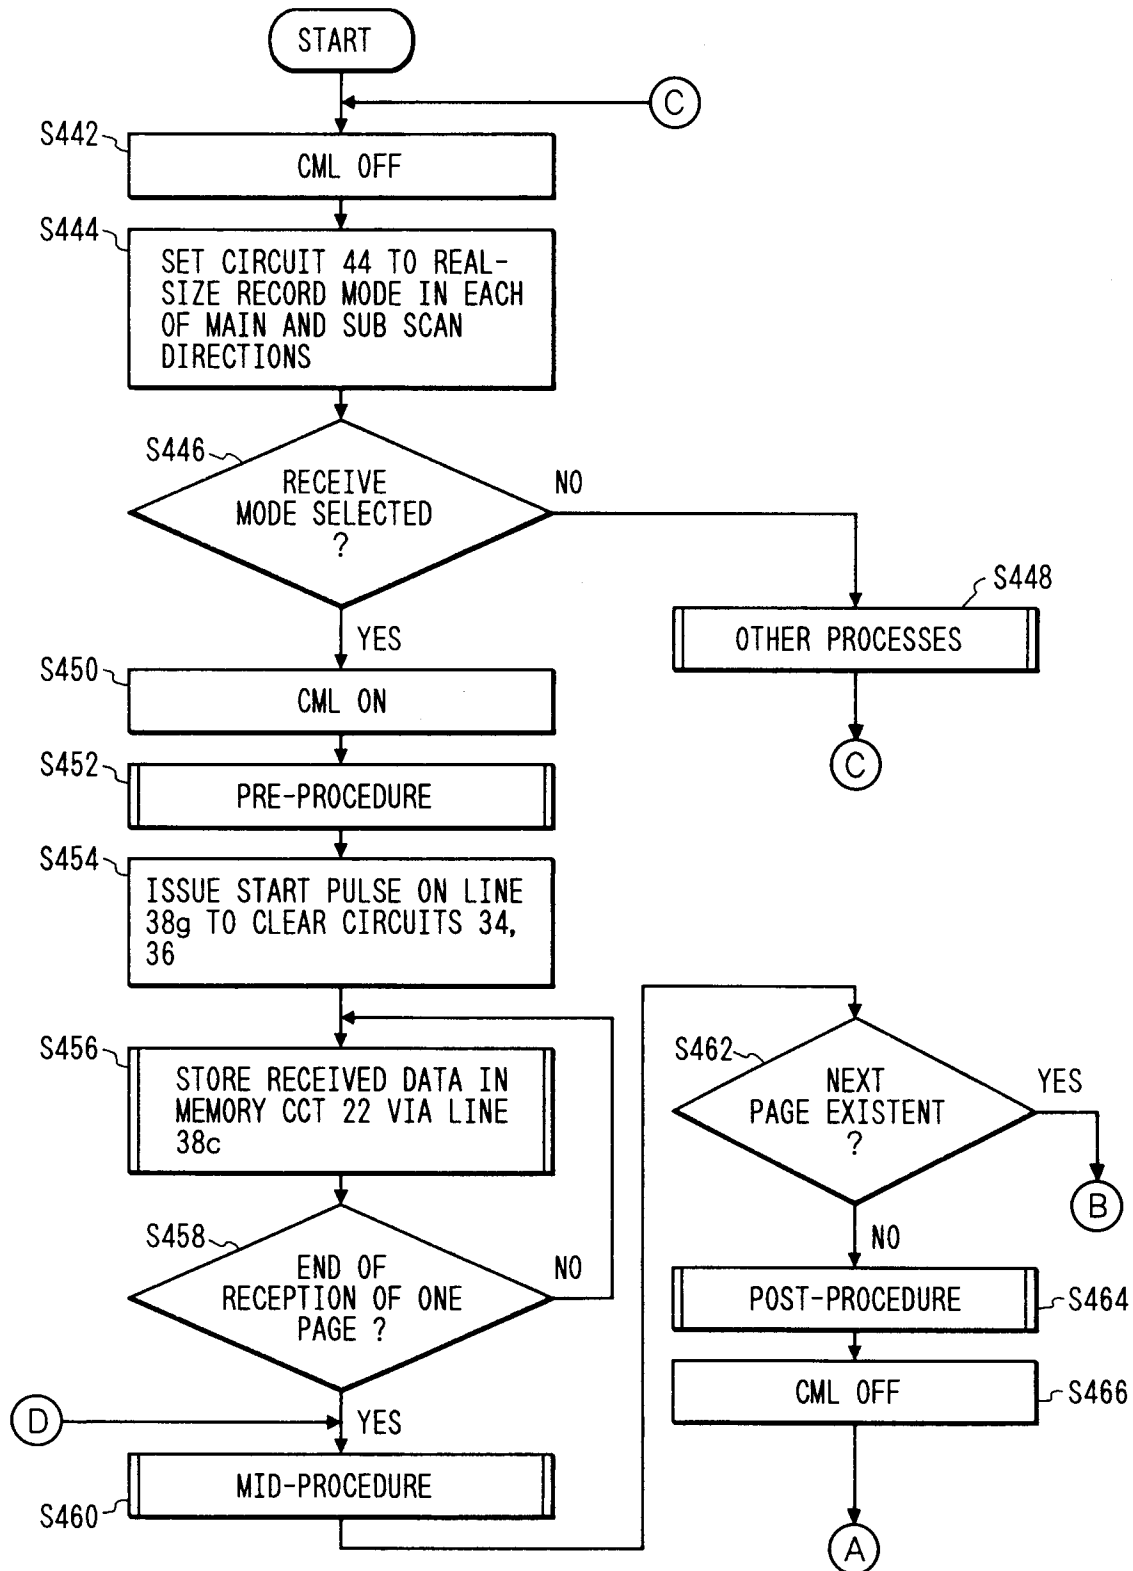 START
C
S442
CML OFF
S444
SET CIRCUIT 44 TO REAL-
SIZE RECORD MODE IN EACH
OF MAIN AND SUB SCAN
DIRECTIONS
S446
RECEIVE
MODE SELECTED
?
NO
YES
S448
OTHER PROCESSES
C
S450
CML ON
S452
PRE-PROCEDURE
S454
ISSUE START PULSE ON LINE
38g TO CLEAR CIRCUITS 34,
36
S456
STORE RECEIVED DATA IN
MEMORY CCT 22 VIA LINE
38c
S458
END OF
RECEPTION OF ONE
PAGE ?
NO
YES
D
MID-PROCEDURE
S460
S462
NEXT
PAGE EXISTENT
?
YES
B
NO
POST-PROCEDURE
S464
CML OFF
S466
A